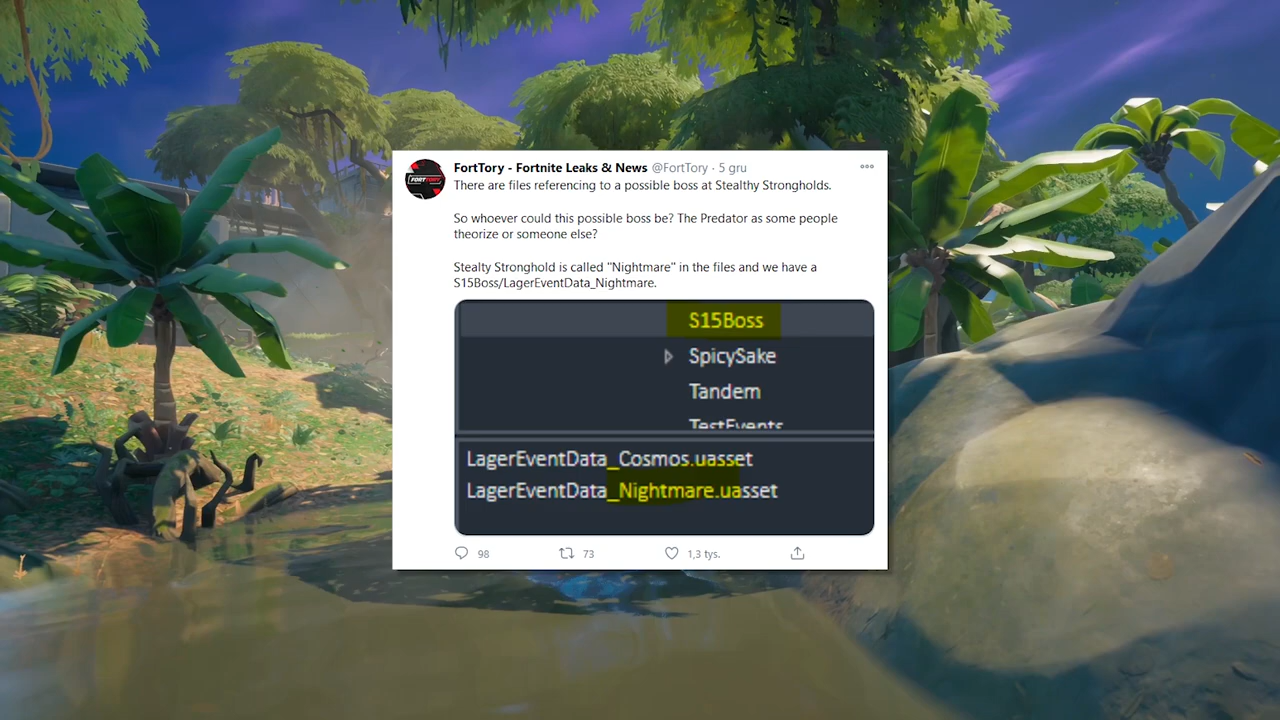 FortTory - Fortnite Leaks & News @FortTory · 5 gru
There are files referencing to a possible boss at Stealthy Strongholds.
So whoever could this possible boss be? The Predator as some people
theorize or someone else?
Stealty Stronghold is called "Nightmare" in the files and we have a
S15Boss/LagerEventData_Nightmare.
S15Boss
SpicySake
Tandem
TestEvents
LagerEventData_Cosmos.uasset
LagerEventData_Nightmare.uasset
98 73 1,3 tys.